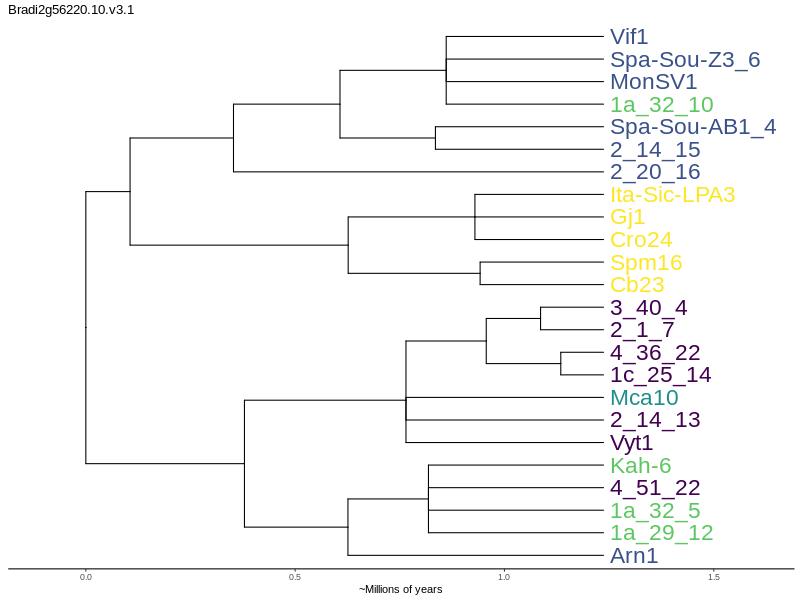 Bradi2g56220.10.v3.1
Vif1
Spa-Sou-Z3_6
MonSV1
1a_32_10
Spa-Sou-AB1_4
2_14_15
2_20_16
Ita-Sic-LPA3
Gj1
Cro24
Spm16
Cb23
3_40_4
2_1_7
4_36_22
1c_25_14
Mca10
2_14_13
Vyt1
Kah-6
4_51_22
1a_32_5
1a_29_12
Arn1
0.0 0.5 1.0 1.5
~Millions of years